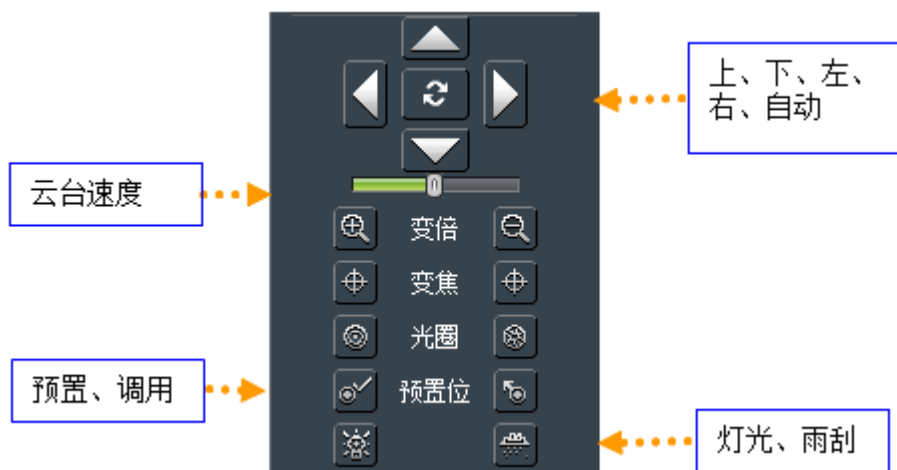 上、下、左、
右、自动
云台速度
变倍
变焦
光圈
预置、调用
预置位
灯光、雨刮